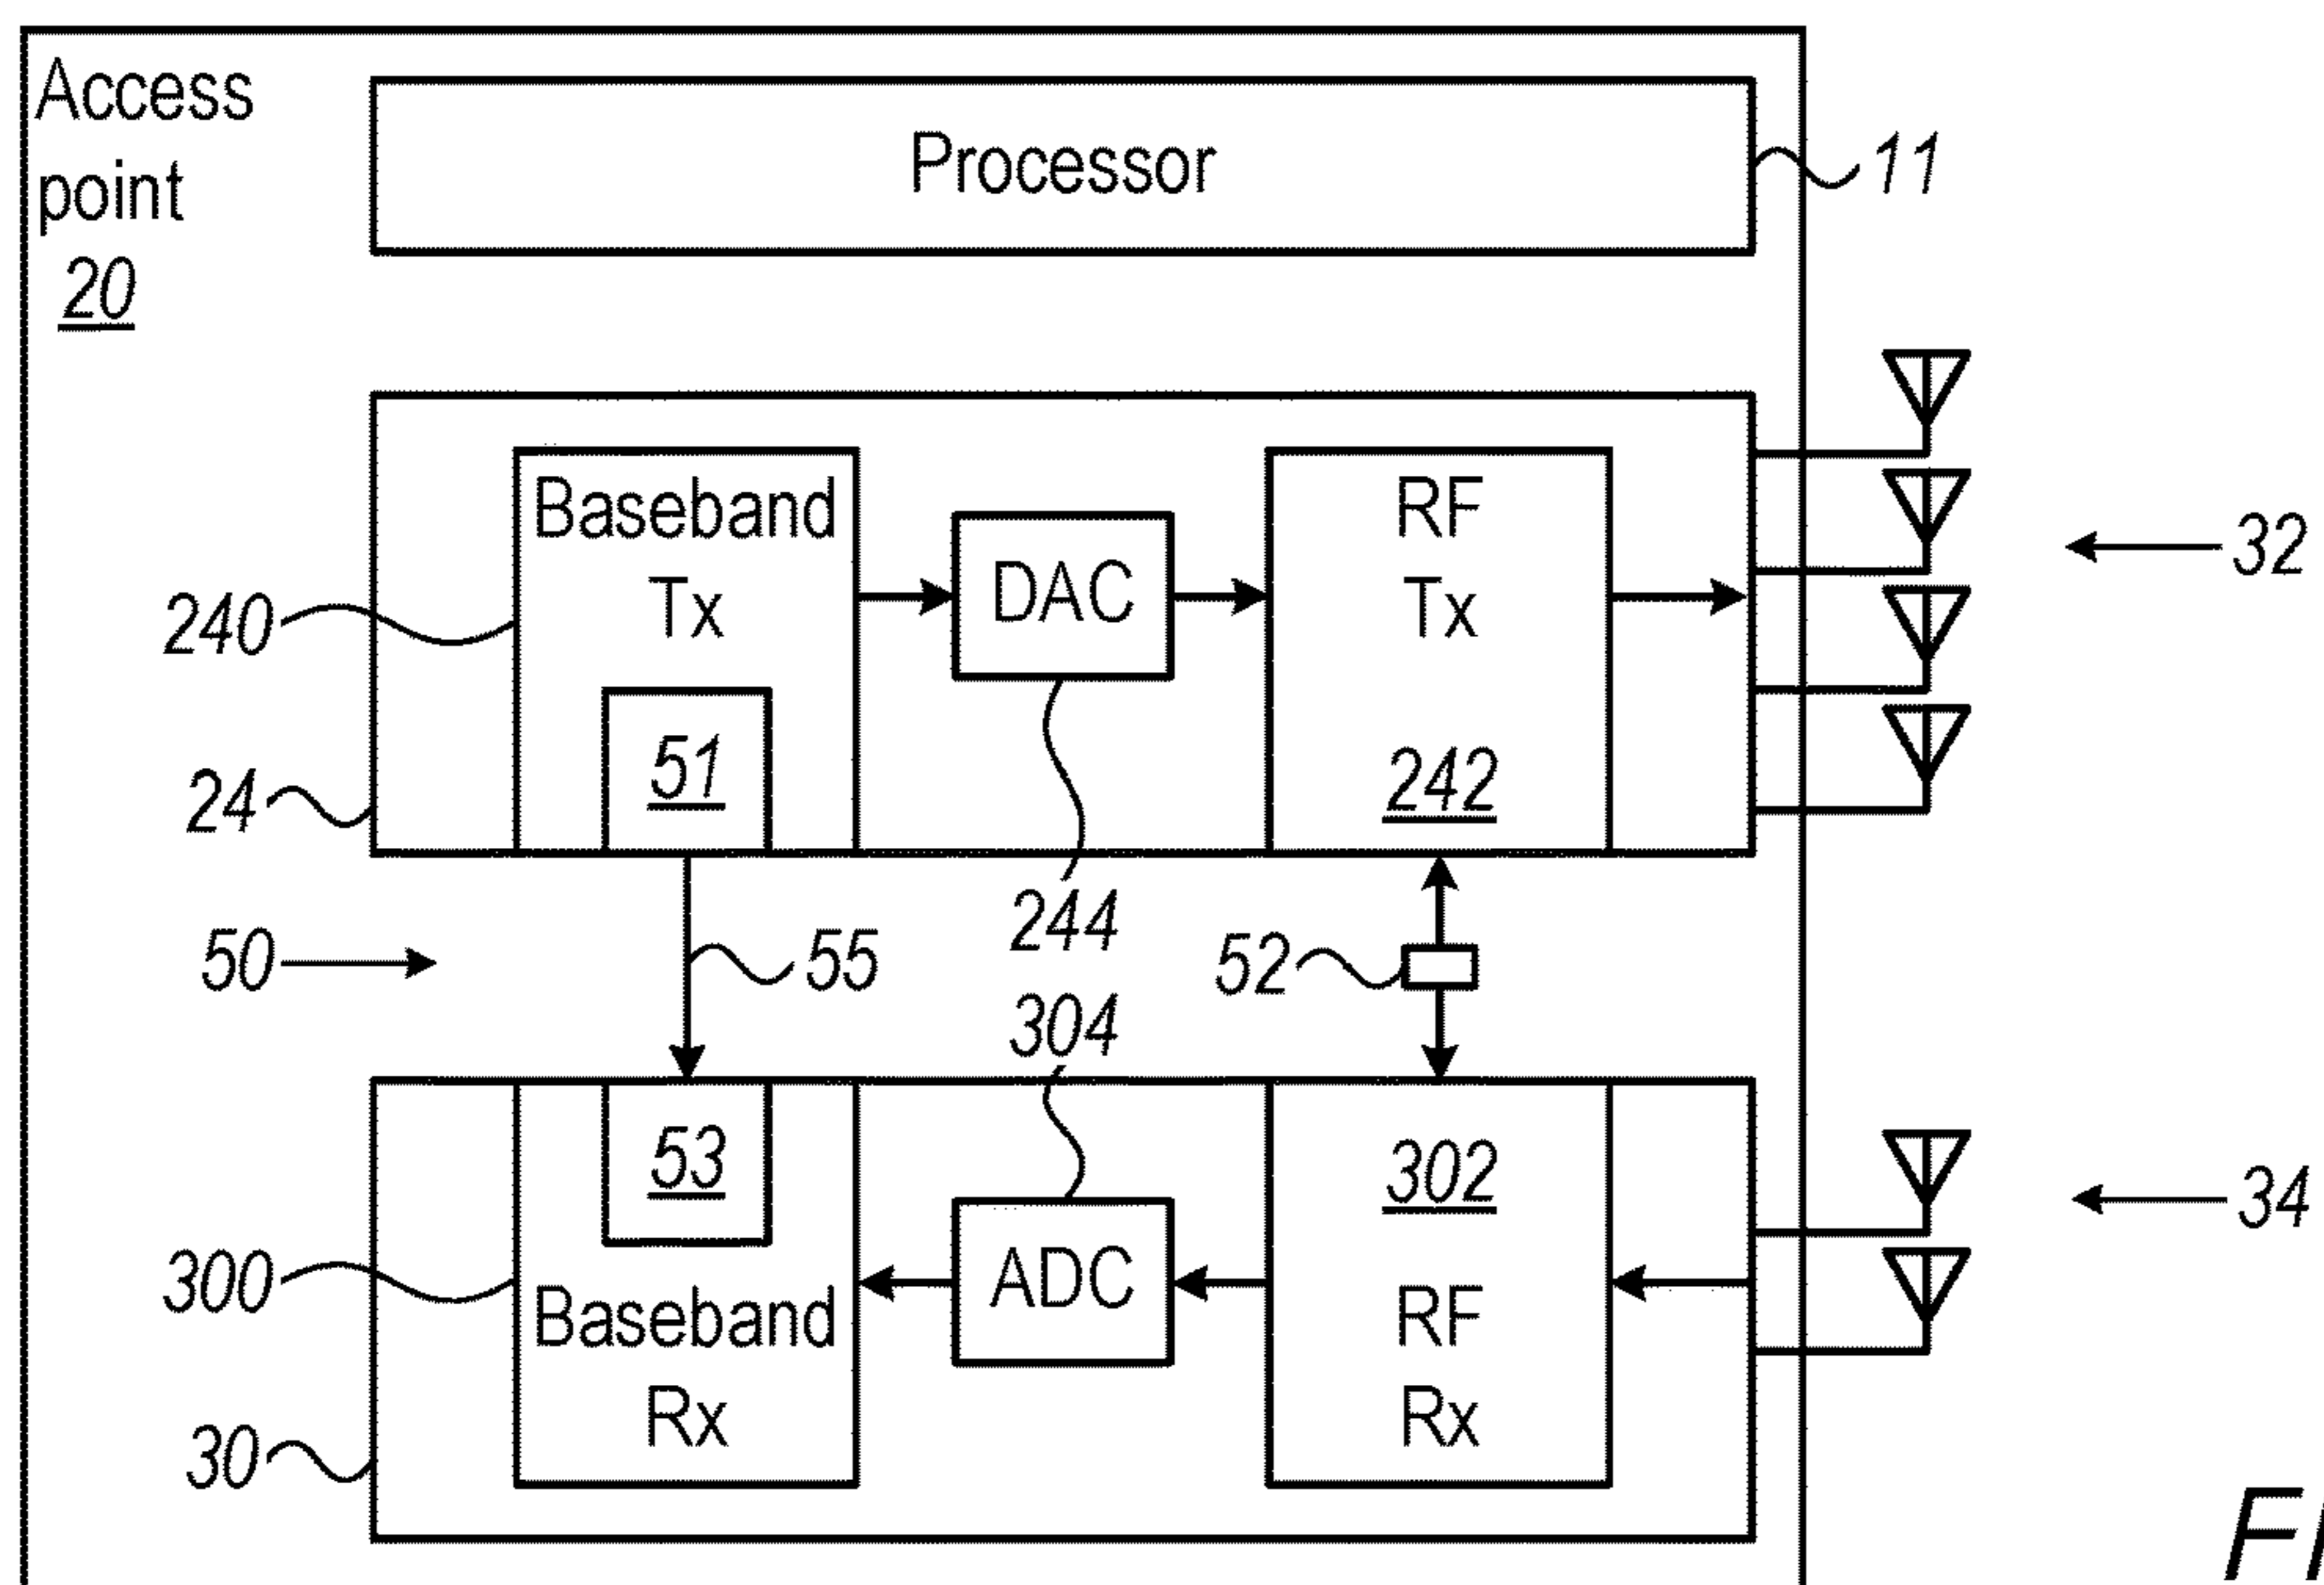 Access
point
20
Processor
11
Baseband
Tx
DAC
RF
Tx
32
240
51
242
24
244
50
55
52
304
53
302
34
300
Baseband
Rx
ADC
RF
Rx
30